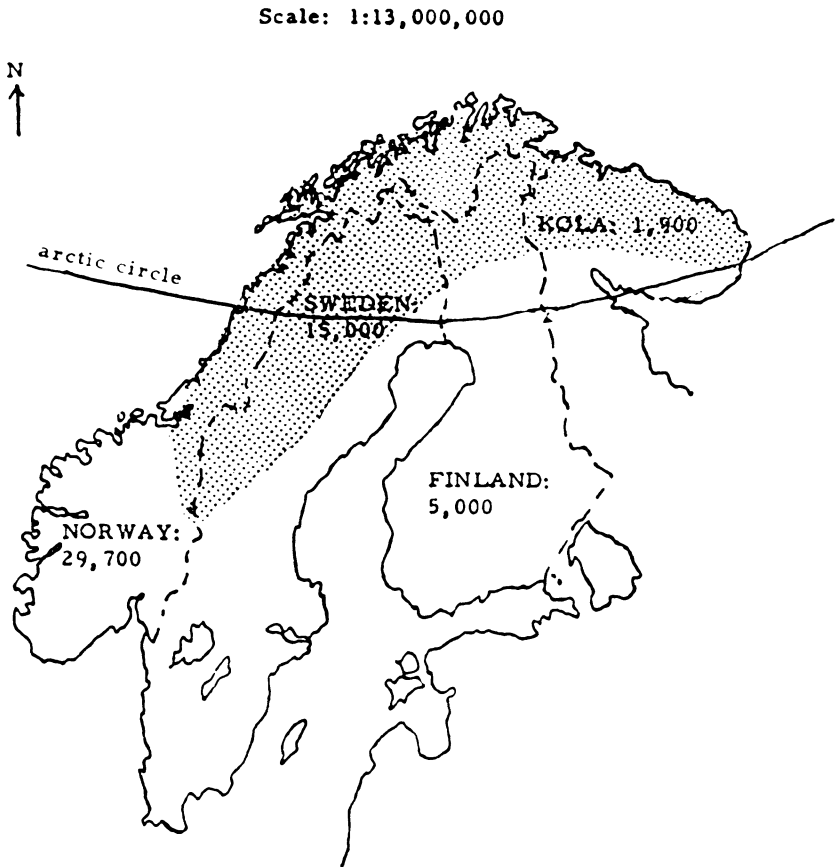 Scale: 1:13,000,000
N
KOLA: 1,900
arctic circle
SWEDEN:
15,000
FINLAND:
5,000
NORWAY:
29,700